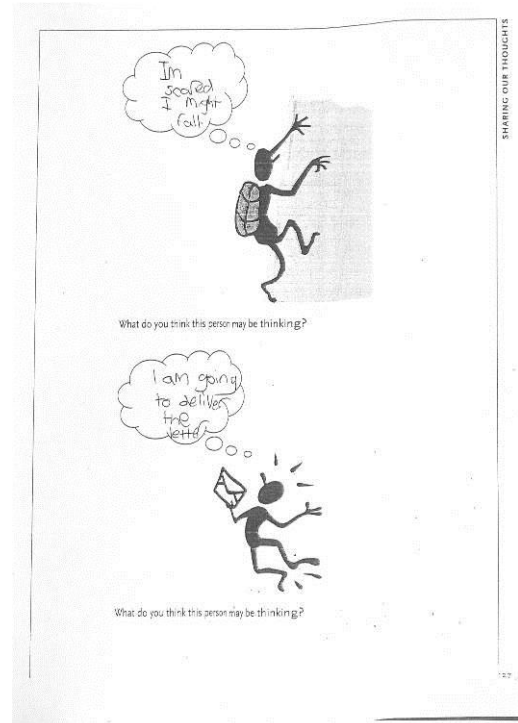 SHARING OUR THOUGHTS
Im
scared
I might
fall.
What do you think this person may be thinking?
I am going
to deliver
the
letter
What do you think this person may be thinking?
127